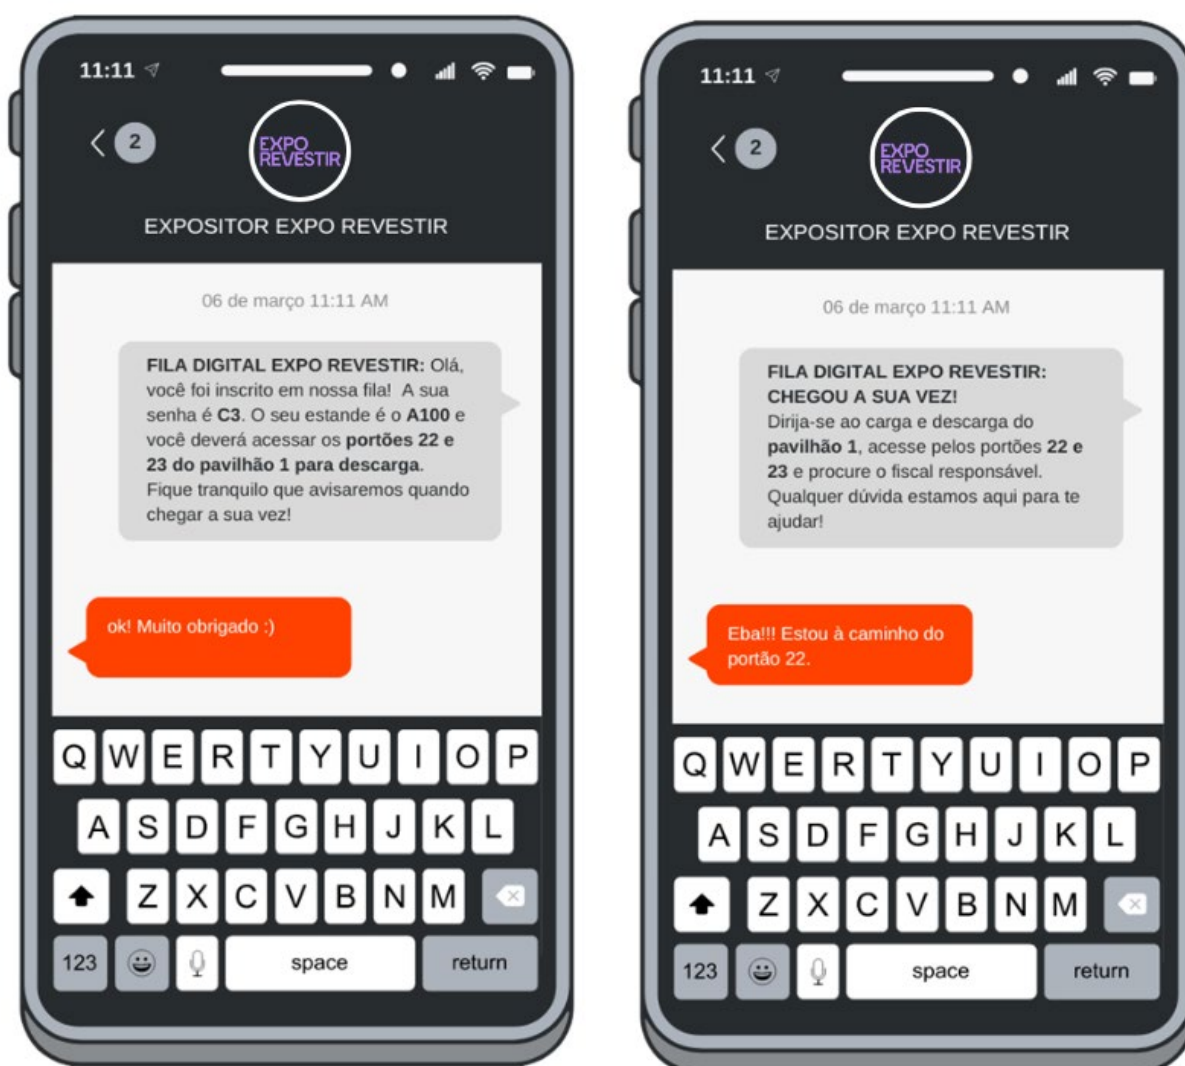 11:11
2
EXPO
REVESTIR
EXPOSITOR EXPO REVESTIR
06 de março 11:11 AM
FILA DIGITAL EXPO REVESTIR: Olá,
você foi inscrito em nossa fila!  A sua
senha é C3. O seu estande é o A100 e
você deverá acessar os portões 22 e
23 do pavilhão 1 para descarga.
Fique tranquilo que avisaremos quando
chegar a sua vez!
ok! Muito obrigado :)
Q W E R T Y U I O P
A S D F G H J K L
Z X C V B N M
123 space return
11:11
2
EXPO
REVESTIR
EXPOSITOR EXPO REVESTIR
06 de março 11:11 AM
FILA DIGITAL EXPO REVESTIR:
CHEGOU A SUA VEZ!
Dirija-se ao carga e descarga do
pavilhão 1, acesse pelos portões 22 e
23 e procure o fiscal responsável.
Qualquer dúvida estamos aqui para te
ajudar!
Eba!!! Estou à caminho do
portão 22.
Q W E R T Y U I O P
A S D F G H J K L
Z X C V B N M
123 space return